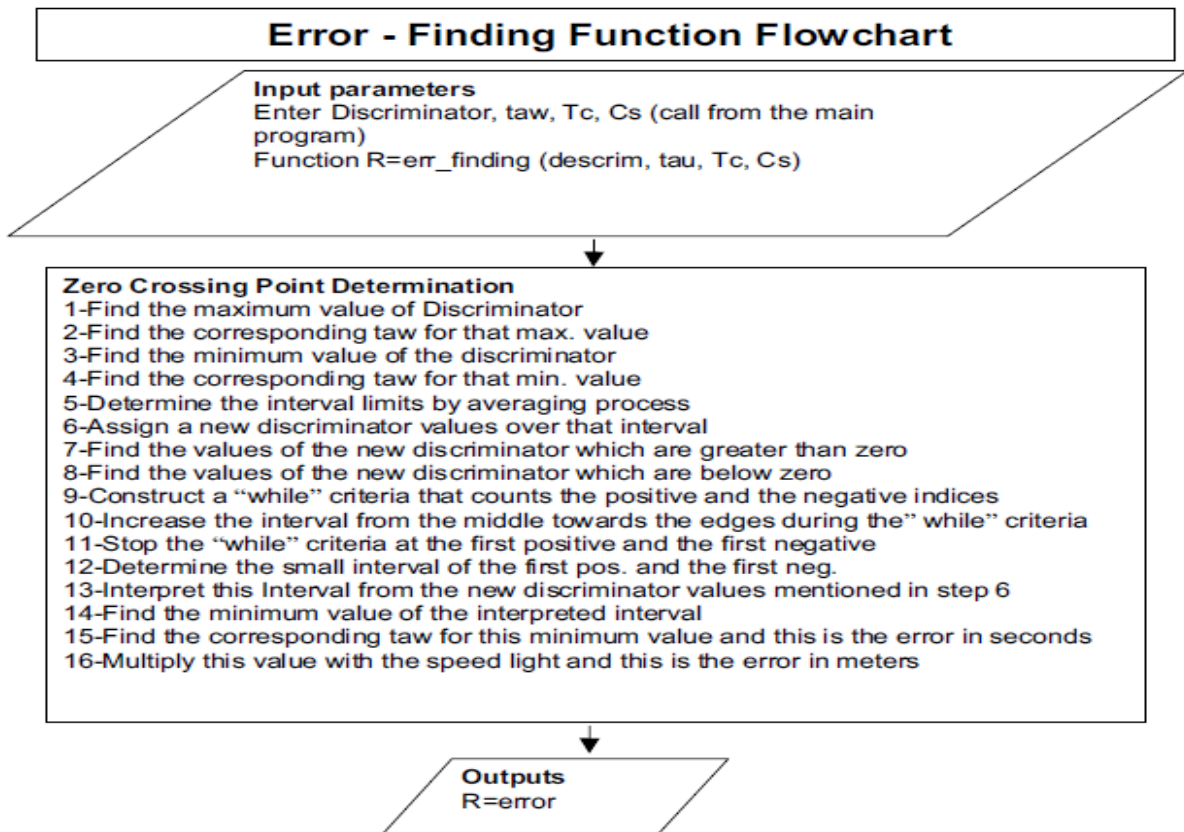 Error - Finding Function Flowchart
Input parameters
Enter Discriminator, taw, Tc, Cs (call from the main
program)
Function R=err_finding (descrim, tau, Tc, Cs)
Zero Crossing Point Determination
1-Find the maximum value of Discriminator
2-Find the corresponding taw for that max. value
3-Find the minimum value of the discriminator
4-Find the corresponding taw for that min. value
5-Determine the interval limits by averaging process
6-Assign a new discriminator values over that interval
7-Find the values of the new discriminator which are greater than zero
8-Find the values of the new discriminator which are below zero
9-Construct a “while” criteria that counts the positive and the negative indices
10-Increase the interval from the middle towards the edges during the” while” criteria
11-Stop the “while” criteria at the first positive and the first negative
12-Determine the small interval of the first pos. and the first neg.
13-Interpret this Interval from the new discriminator values mentioned in step 6
14-Find the minimum value of the interpreted interval
15-Find the corresponding taw for this minimum value and this is the error in seconds
16-Multiply this value with the speed light and this is the error in meters
Outputs
R=error